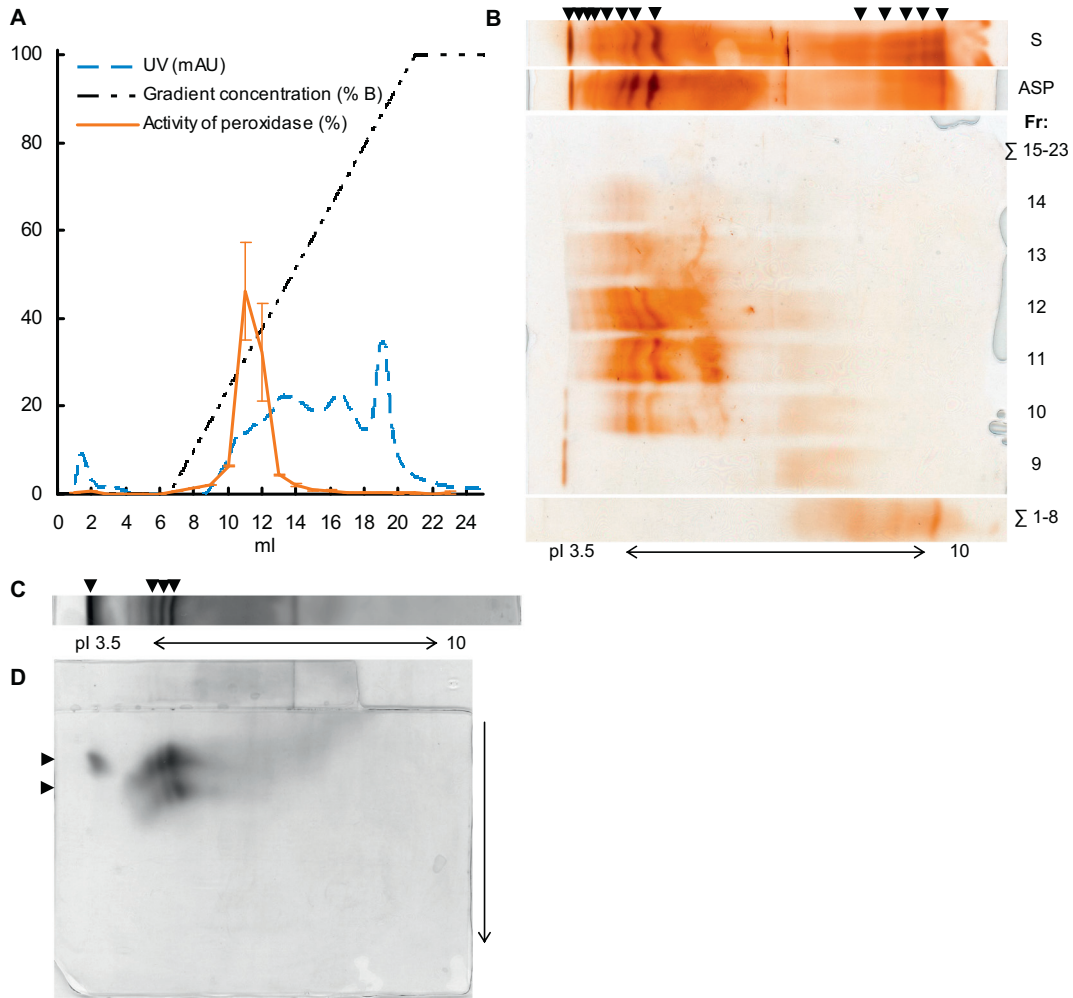 A
100
80
60
40
20
0
UV (mAU)
Gradient concentration (% B)
Activity of peroxidase (%)
0 2 4 6 8 10 12 14 16 18 20 22 24
ml
B
S
ASP
Fr:
∑ 15-23
14
13
12
11
10
9
∑ 1-8
pI 3.5 10
C
pI 3.5 10
D